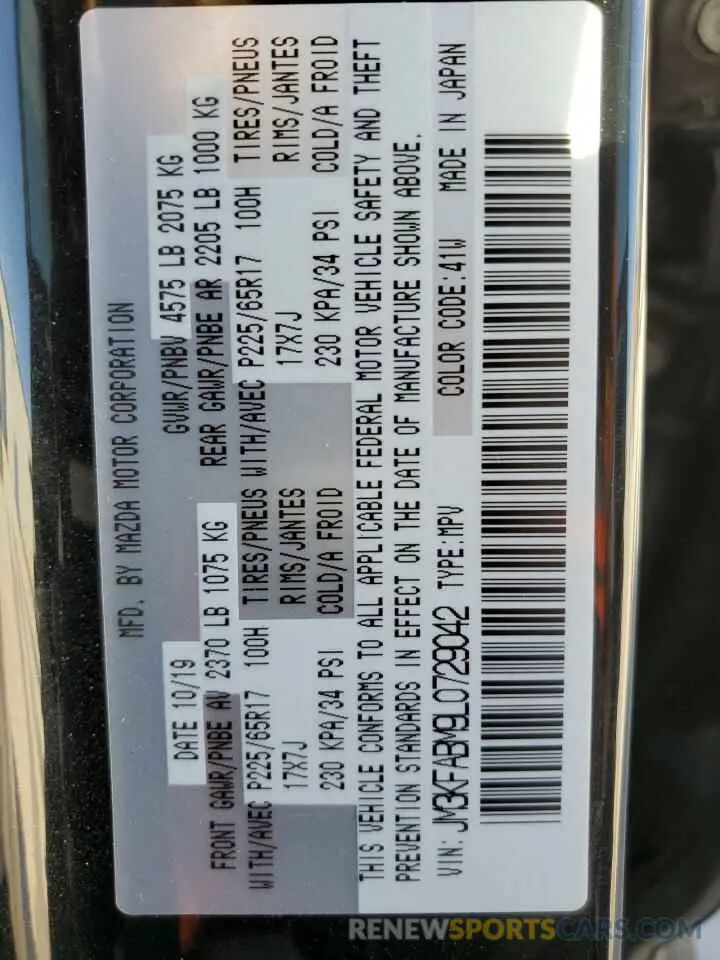 MFD. BY MAZDA MOTOR CORPORATION
DATE 10/19 GVWR/PNBV 4575 LB 2075 KG
FRONT GAWR/PNBE AV 2370 LB 1075 KG REAR GAWR/PNBE AR 2205 LB 1000 KG
WITH/AVEC P225/65R17 100H TIRES/PNEUS WITH/AVEC P225/65R17 100H TIRES/PNEUS
17X7J RIMS/JANTES 17X7J RIMS/JANTES
230 KPA/34 PSI COLD/A FROID 230 KPA/34 PSI COLD/A FROID
THIS VEHICLE CONFORMS TO ALL APPLICABLE FEDERAL MOTOR VEHICLE SAFETY AND THEFT
PREVENTION STANDARDS IN EFFECT ON THE DATE OF MANUFACTURE SHOWN ABOVE.
VIN: JM3KFABM9L0729042 TYPE:MPV COLOR CODE:41W MADE IN JAPAN
RENEWSPORTSCARS.COM